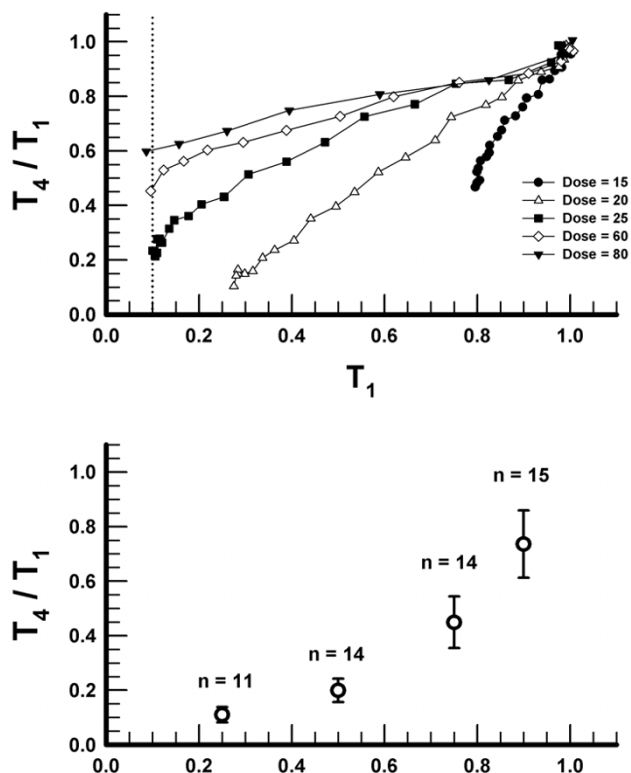 T4 / T1
1.0
0.8
0.6
0.4
0.2
0.0
Dose = 15
Dose = 20
Dose = 25
Dose = 60
Dose = 80
0.0 0.2 0.4 0.6 0.8 1.0
T1
T4 / T1
1.0
0.8
0.6
0.4
0.2
0.0
n = 15
n = 14
n = 14
n = 11
0.0 0.2 0.4 0.6 0.8 1.0